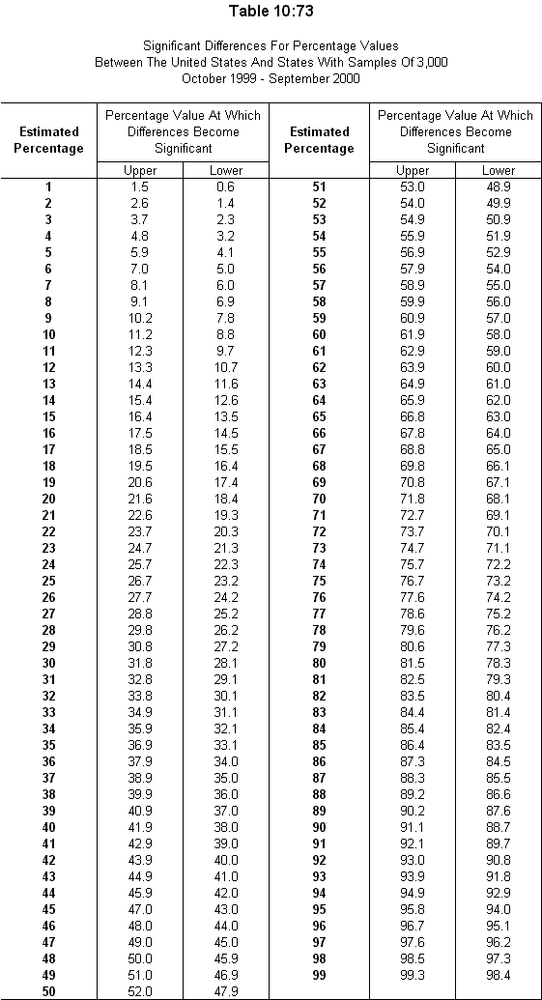 Table 10:73
Significant Differences For Percentage Values
Between The United States And States With Samples Of 3,000
October 1999 - September 2000
Estimated Percentage
Percentage Value At Which Differences Become Significant
Estimated Percentage
Percentage Value At Which Differences Become Significant
Upper Lower Upper Lower
1 1.5 0.6 51 53.0 48.9
2 2.6 1.4 52 54.0 49.9
3 3.7 2.3 53 54.9 50.9
4 4.8 3.2 54 55.9 51.9
5 5.9 4.1 55 56.9 52.9
6 7.0 5.0 56 57.9 54.0
7 8.1 6.0 57 58.9 55.0
8 9.1 6.9 58 59.9 56.0
9 10.2 7.8 59 60.9 57.0
10 11.2 8.8 60 61.9 58.0
11 12.3 9.7 61 62.9 59.0
12 13.3 10.7 62 63.9 60.0
13 14.4 11.6 63 64.9 61.0
14 15.4 12.6 64 65.9 62.0
15 16.4 13.5 65 66.8 63.0
16 17.5 14.5 66 67.8 64.0
17 18.5 15.5 67 68.8 65.0
18 19.5 16.4 68 69.8 66.1
19 20.6 17.4 69 70.8 67.1
20 21.6 18.4 70 71.8 68.1
21 22.6 19.3 71 72.7 69.1
22 23.7 20.3 72 73.7 70.1
23 24.7 21.3 73 74.7 71.1
24 25.7 22.3 74 75.7 72.2
25 26.7 23.2 75 76.7 73.2
26 27.7 24.2 76 77.6 74.2
27 28.8 25.2 77 78.6 75.2
28 29.8 26.2 78 79.6 76.2
29 30.8 27.2 79 80.6 77.3
30 31.8 28.1 80 81.5 78.3
31 32.8 29.1 81 82.5 79.3
32 33.8 30.1 82 83.5 80.4
33 34.9 31.1 83 84.4 81.4
34 35.9 32.1 84 85.4 82.4
35 36.9 33.1 85 86.4 83.5
36 37.9 34.0 86 87.3 84.5
37 38.9 35.0 87 88.3 85.5
38 39.9 36.0 88 89.2 86.6
39 40.9 37.0 89 90.2 87.6
40 41.9 38.0 90 91.1 88.7
41 42.9 39.0 91 92.1 89.7
42 43.9 40.0 92 93.0 90.8
43 44.9 41.0 93 93.9 91.8
44 45.9 42.0 94 94.9 92.9
45 47.0 43.0 95 95.8 94.0
46 48.0 44.0 96 96.7 95.1
47 49.0 45.0 97 97.6 96.2
48 50.0 45.9 98 98.5 97.3
49 51.0 46.9 99 99.3 98.4
50 52.0 47.9